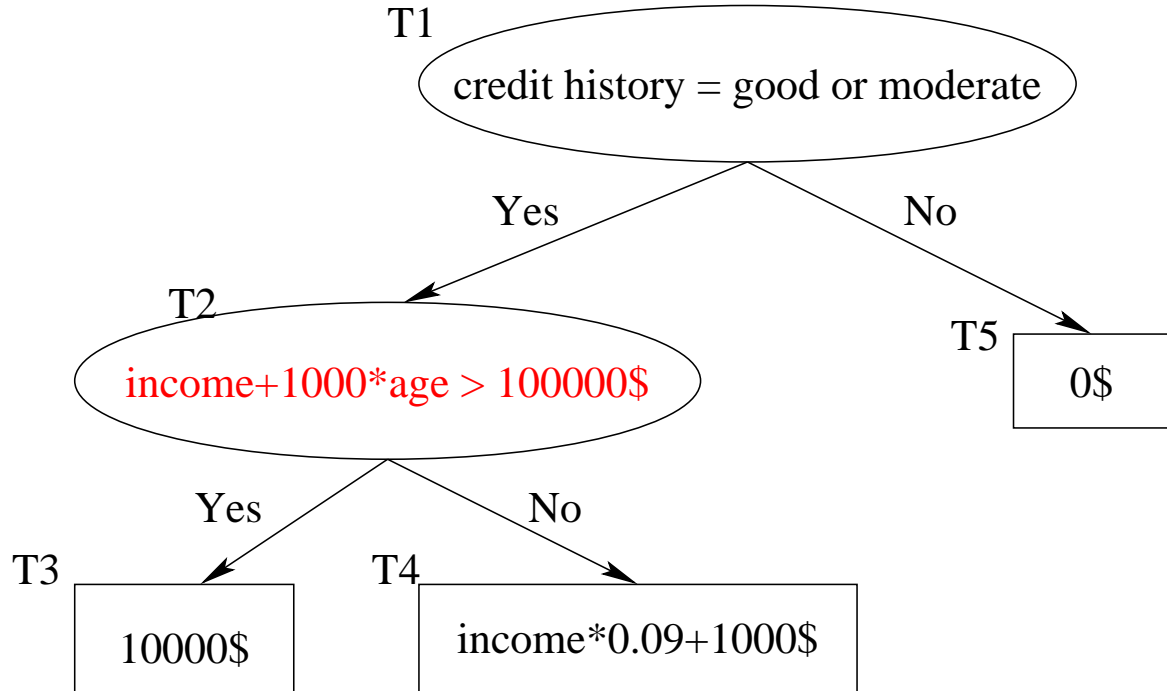 T1
credit history = good or moderate
Yes
No
T2
income+1000*age > 100000$
T5
0$
Yes
No
T3
10000$
T4
income*0.09+1000$